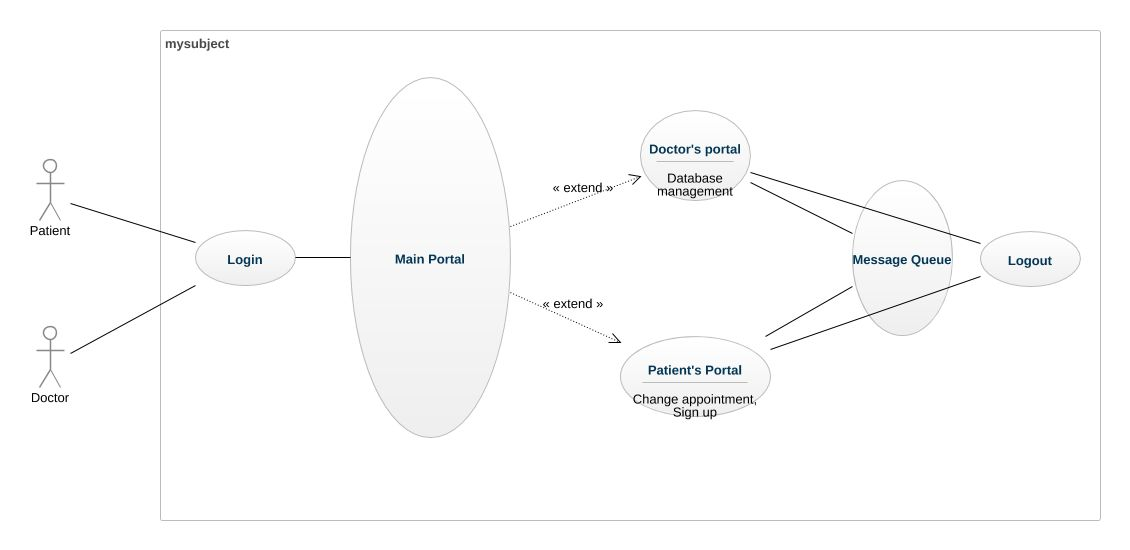 mysubject
Patient
Doctor
Login
Main Portal
« extend »
« extend »
Doctor's portal
Database
management
Patient's Portal
Change appointment,
Sign up
Message Queue
Logout